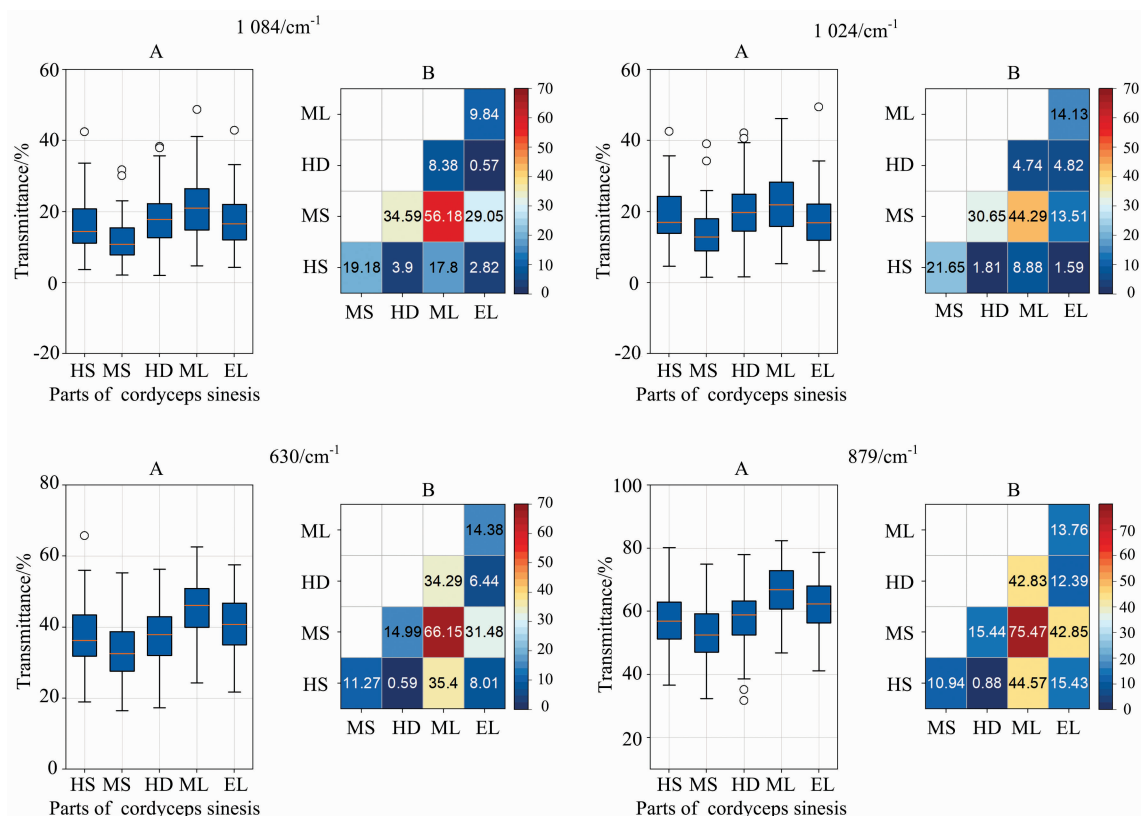 1 084/cm-1
A
B
Transmittance/%
60
40
20
0
-20
HS MS HD ML EL
Parts of cordyceps sinesis
ML
HD
MS
HS
9.84
8.38 0.57
34.59 56.18 29.05
19.18 3.9 17.8 2.82
MS HD ML EL
70
60
50
40
30
20
10
0
1 024/cm-1
A
B
Transmittance/%
60
40
20
0
-20
HS MS HD ML EL
Parts of cordyceps sinesis
ML
HD
MS
HS
14.13
4.74 4.82
30.65 44.29 13.51
21.65 1.81 8.88 1.59
MS HD ML EL
70
60
50
40
30
20
10
0
630/cm-1
A
B
Transmittance/%
80
60
40
20
0
HS MS HD ML EL
Parts of cordyceps sinesis
ML
HD
MS
HS
14.38
34.29 6.44
14.99 66.15 31.48
11.27 0.59 35.4 8.01
MS HD ML EL
70
60
50
40
30
20
10
0
879/cm-1
A
B
Transmittance/%
100
80
60
40
20
HS MS HD ML EL
Parts of cordyceps sinesis
ML
HD
MS
HS
13.76
42.83 12.39
15.44 75.47 42.85
10.94 0.88 44.57 15.43
MS HD ML EL
70
60
50
40
30
20
10
0